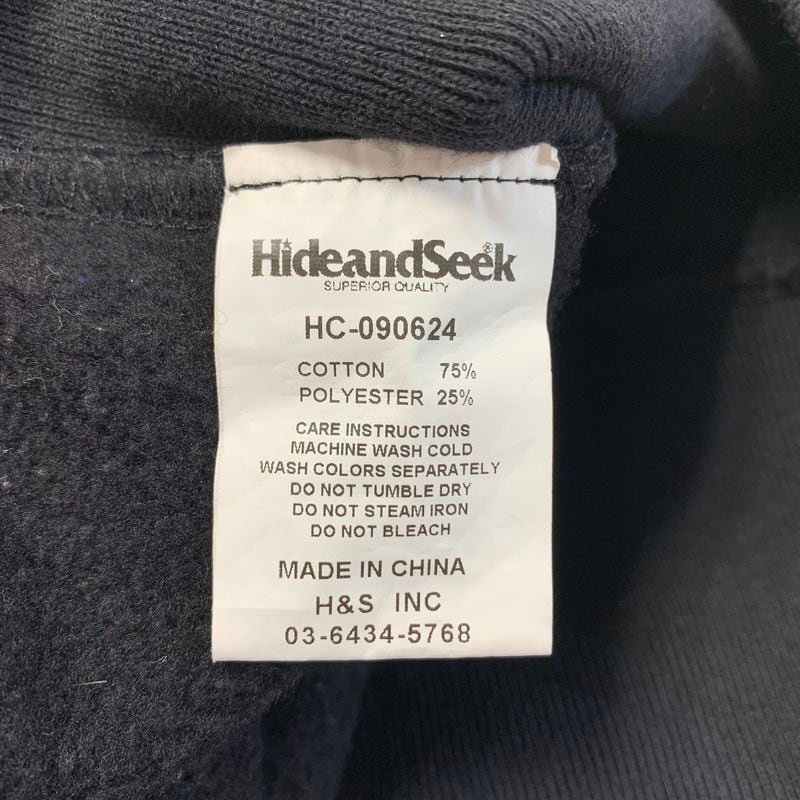 HideandSeek®
SUPERIOR QUALITY
HC-090624
COTTON 75%
POLYESTER 25%
CARE INSTRUCTIONS
MACHINE WASH COLD
WASH COLORS SEPARATELY
DO NOT TUMBLE DRY
DO NOT STEAM IRON
DO NOT BLEACH
MADE IN CHINA
H&S INC
03-6434-5768